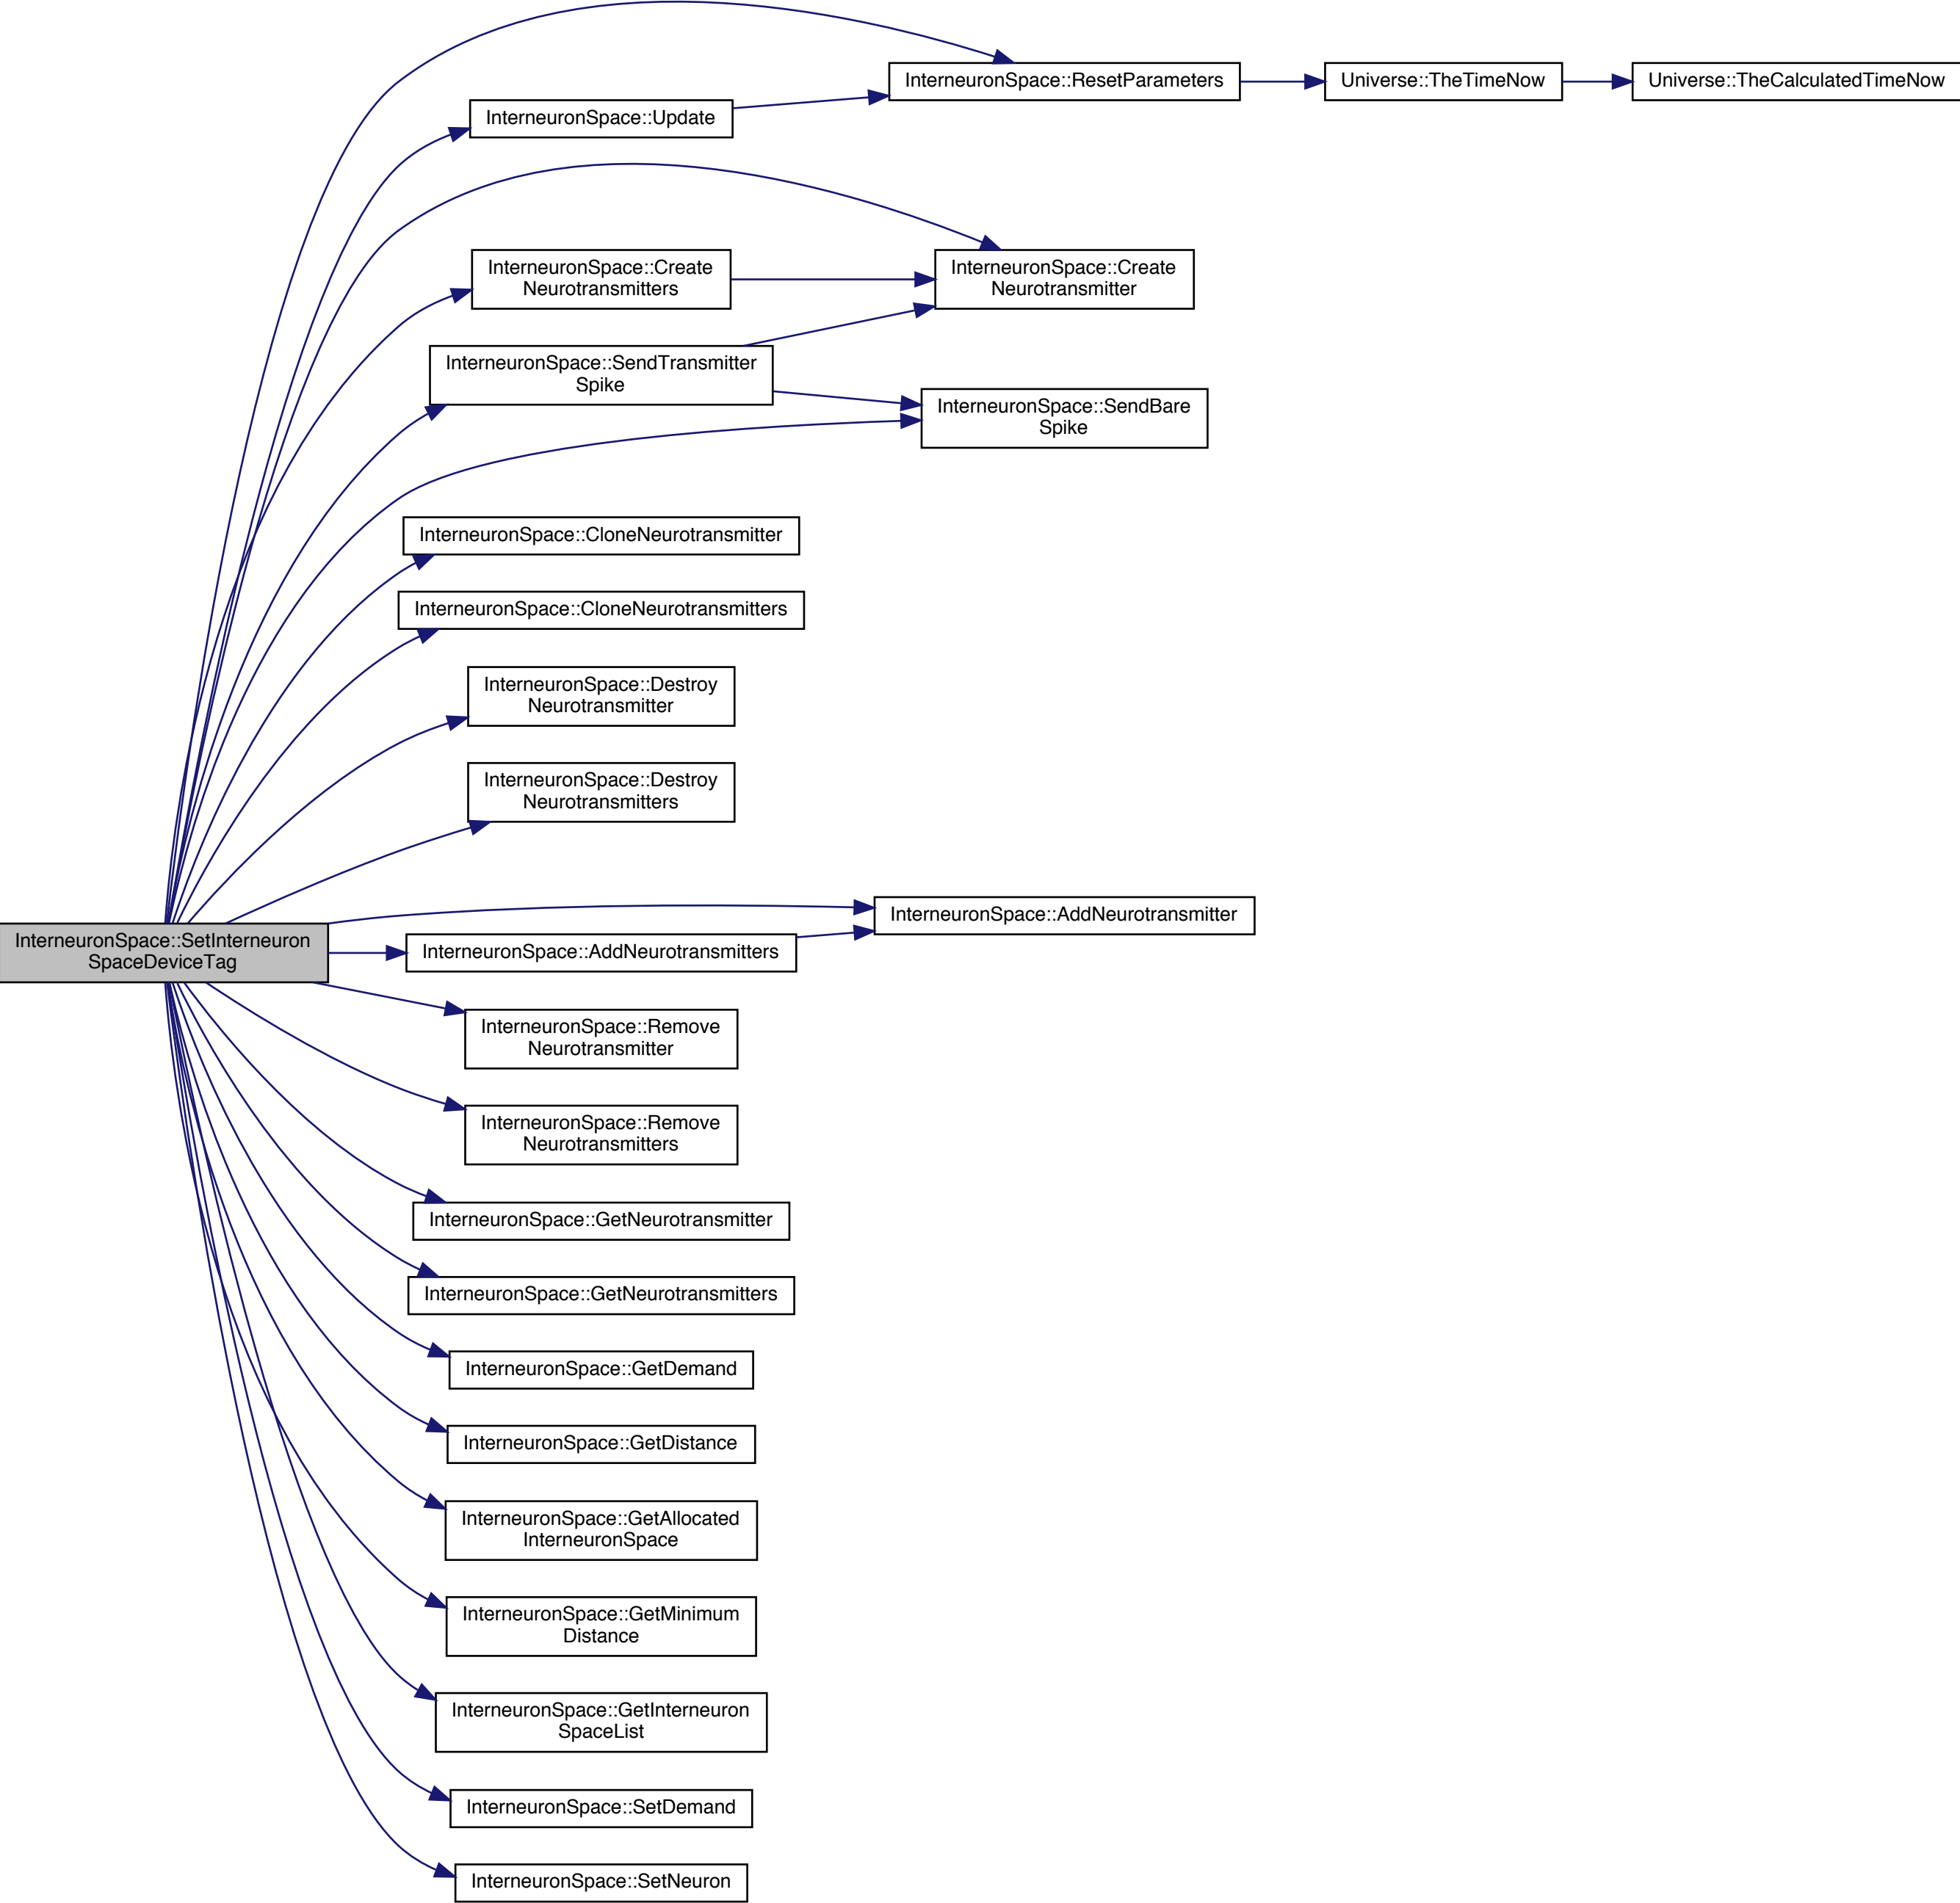 InterneuronSpace::ResetParameters
Universe::TheTimeNow
Universe::TheCalculatedTimeNow
InterneuronSpace::Update
InterneuronSpace::Create
Neurotransmitters
InterneuronSpace::Create
Neurotransmitter
InterneuronSpace::SendTransmitter
Spike
InterneuronSpace::SendBare
Spike
InterneuronSpace::CloneNeurotransmitter
InterneuronSpace::CloneNeurotransmitters
InterneuronSpace::Destroy
Neurotransmitter
InterneuronSpace::Destroy
Neurotransmitters
InterneuronSpace::AddNeurotransmitter
InterneuronSpace::SetInterneuron
SpaceDeviceTag
InterneuronSpace::AddNeurotransmitters
InterneuronSpace::Remove
Neurotransmitter
InterneuronSpace::Remove
Neurotransmitters
InterneuronSpace::GetNeurotransmitter
InterneuronSpace::GetNeurotransmitters
InterneuronSpace::GetDemand
InterneuronSpace::GetDistance
InterneuronSpace::GetAllocated
InterneuronSpace
InterneuronSpace::GetMinimum
Distance
InterneuronSpace::GetInterneuron
SpaceList
InterneuronSpace::SetDemand
InterneuronSpace::SetNeuron